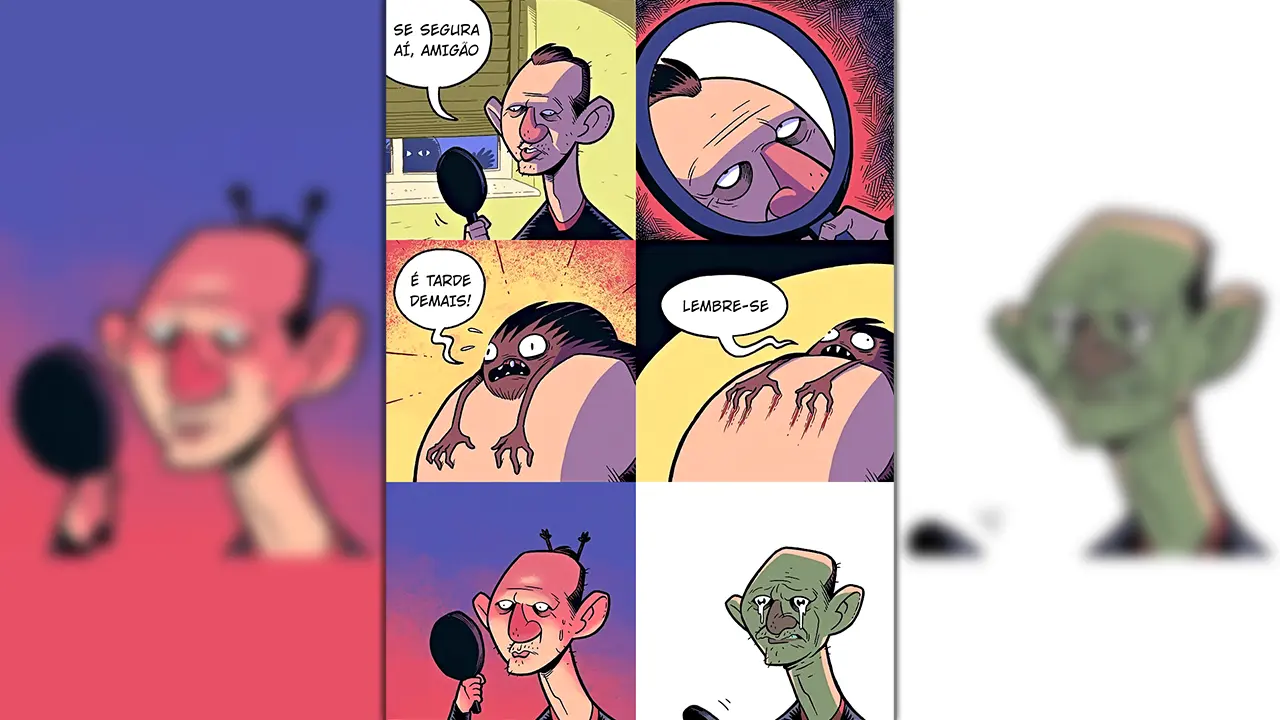 SE SEGURA
AÍ, AMIGÃO
É TARDE
DEMAIS!
LEMBRE-SE